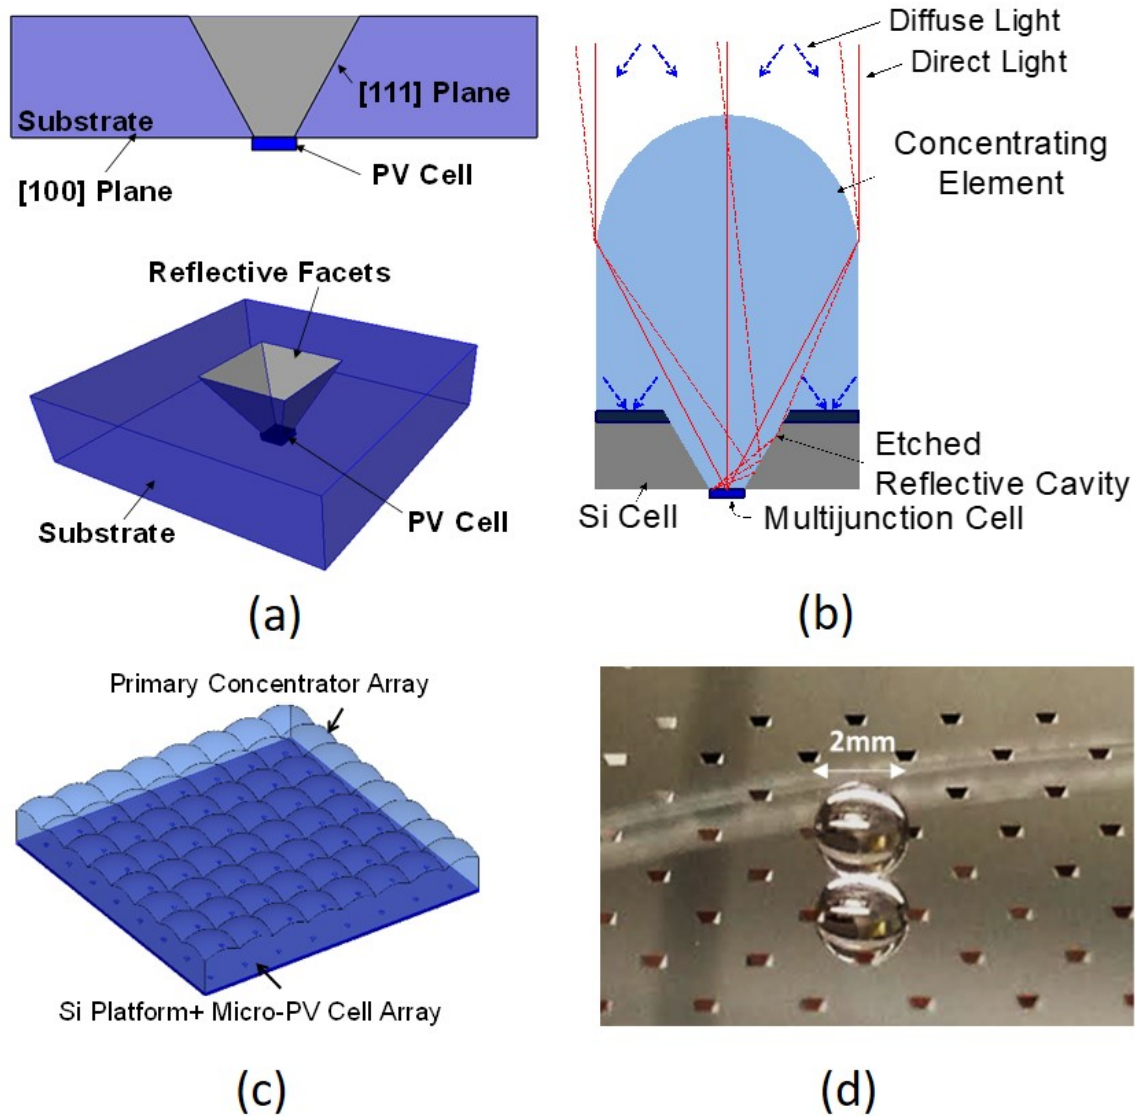 Substrate
[111] Plane
PV Cell
[100] Plane
Reflective Facets
Substrate
PV Cell
(a)
Diffuse Light
Direct Light
Concentrating
Element
Etched
Reflective Cavity
Si Cell
Multijunction Cell
(b)
Primary Concentrator Array
Si Platform+ Micro-PV Cell Array
(c)
2mm
(d)